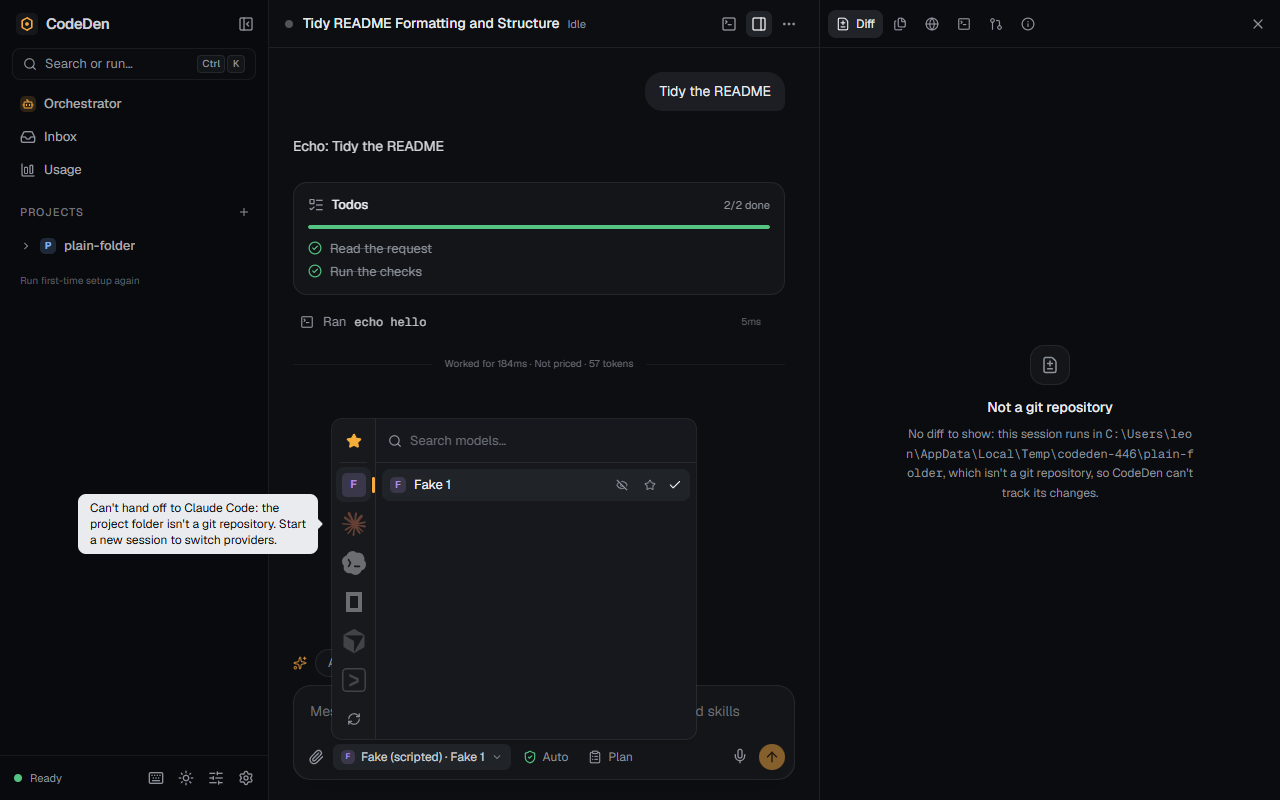 CodeDen
Search or run...
Ctrl K
Orchestrator
Inbox
Usage
PROJECTS
P plain-folder
Run first-time setup again
Ready
Tidy README Formatting and Structure Idle
Tidy the README
Echo: Tidy the README
Todos 2/2 done
Read the request
Run the checks
Ran echo hello 5ms
Worked for 184ms · Not priced · 57 tokens
Search models...
F
F Fake 1
Can't hand off to Claude Code: the
project folder isn't a git repository. Start
a new session to switch providers.
d skills
F Fake (scripted) · Fake 1
Auto
Plan
Diff
Not a git repository
No diff to show: this session runs in C:\Users\leo
n\AppData\Local\Temp\codeden-446\plain-f
older, which isn't a git repository, so CodeDen can't
track its changes.